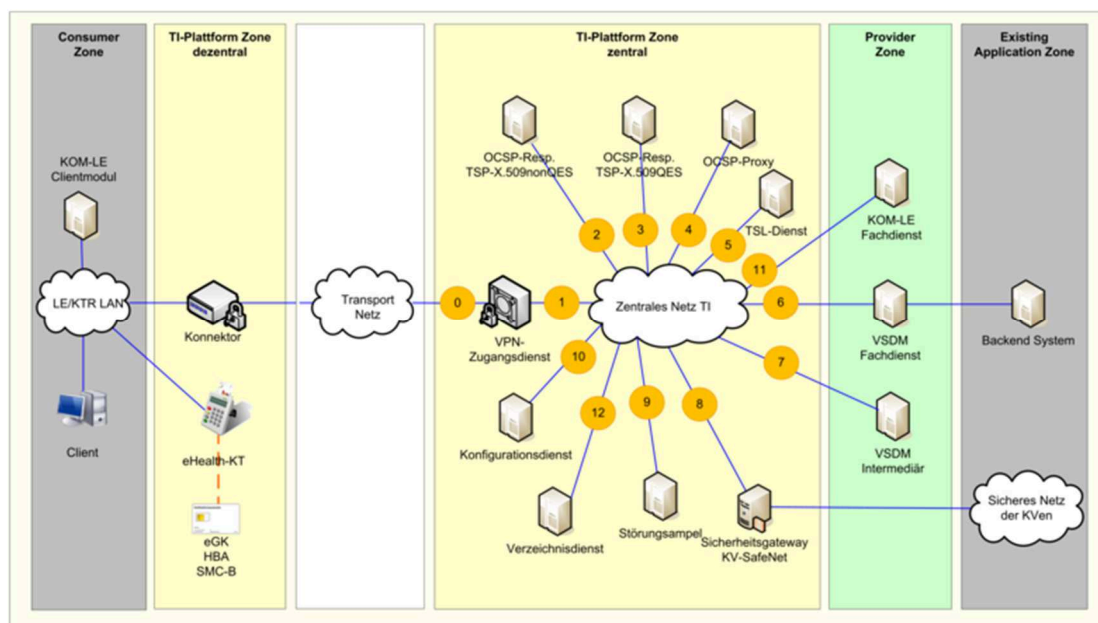 Consumer
Zone
TI-Plattform Zone
dezentral
TI-Plattform Zone
zentral
Provider
Zone
Existing
Application Zone
KOM-LE
Clientmodul
LE/KTR LAN
Client
Konnektor
eHealth-KT
eGK
HBA
SMC-B
Transport
Netz
0
VPN-
Zugangsdienst
1
OCSP-Resp.
TSP-X.509nonQES
OCSP-Resp.
TSP-X.509QES
OCSP-Proxy
TSL-Dienst
2
3
4
5
11
Zentrales Netz TI
6
7
8
9
10
12
Konfigurationsdienst
Verzeichnisdienst
Störungsampel
Sicherheitsgateway
KV-SafeNet
KOM-LE
Fachdienst
VSDM
Fachdienst
VSDM
Intermediär
Backend System
Sicheres Netz
der KVen